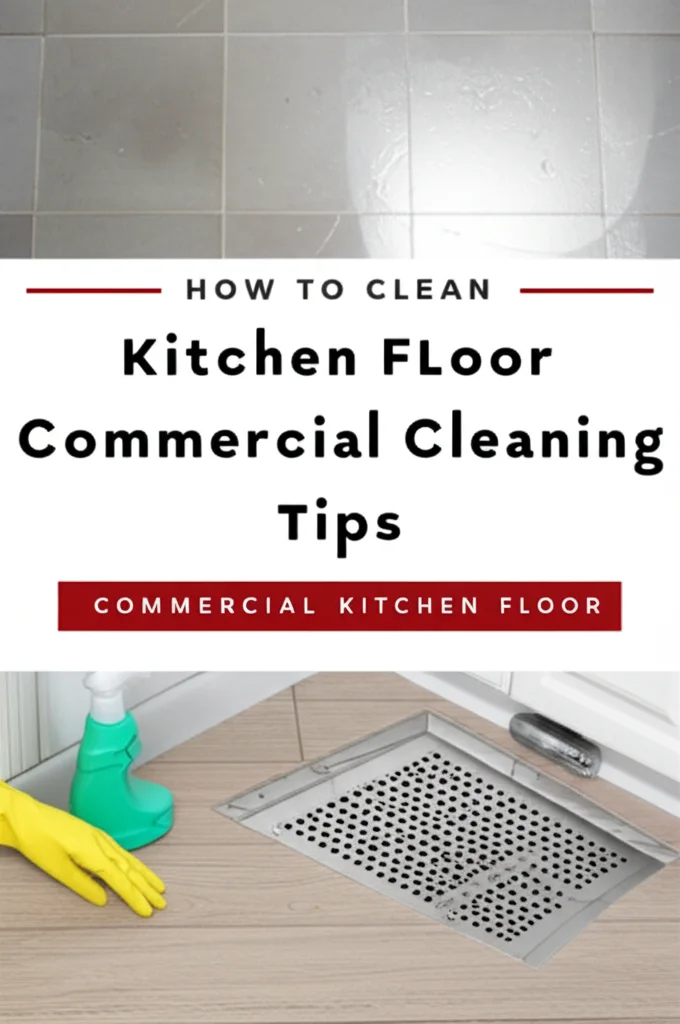 HOW TO CLEAN
Kitchen FLoor
Commercial Cleaning
Tips
COMMERCIAL KITCHEN FLOOR